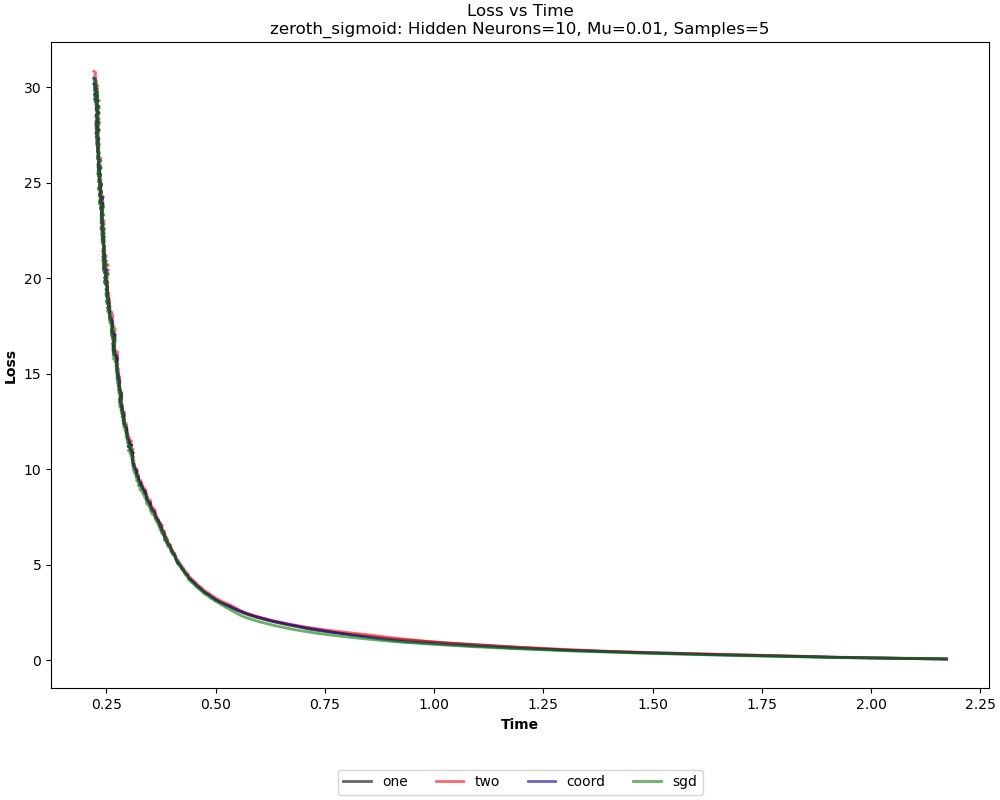 Loss vs Time
zeroth_sigmoid: Hidden Neurons=10, Mu=0.01, Samples=5
30
25
20
15
10
5
0
Loss
0.25 0.50 0.75 1.00 1.25 1.50 1.75 2.00 2.25
Time
one two coord sgd